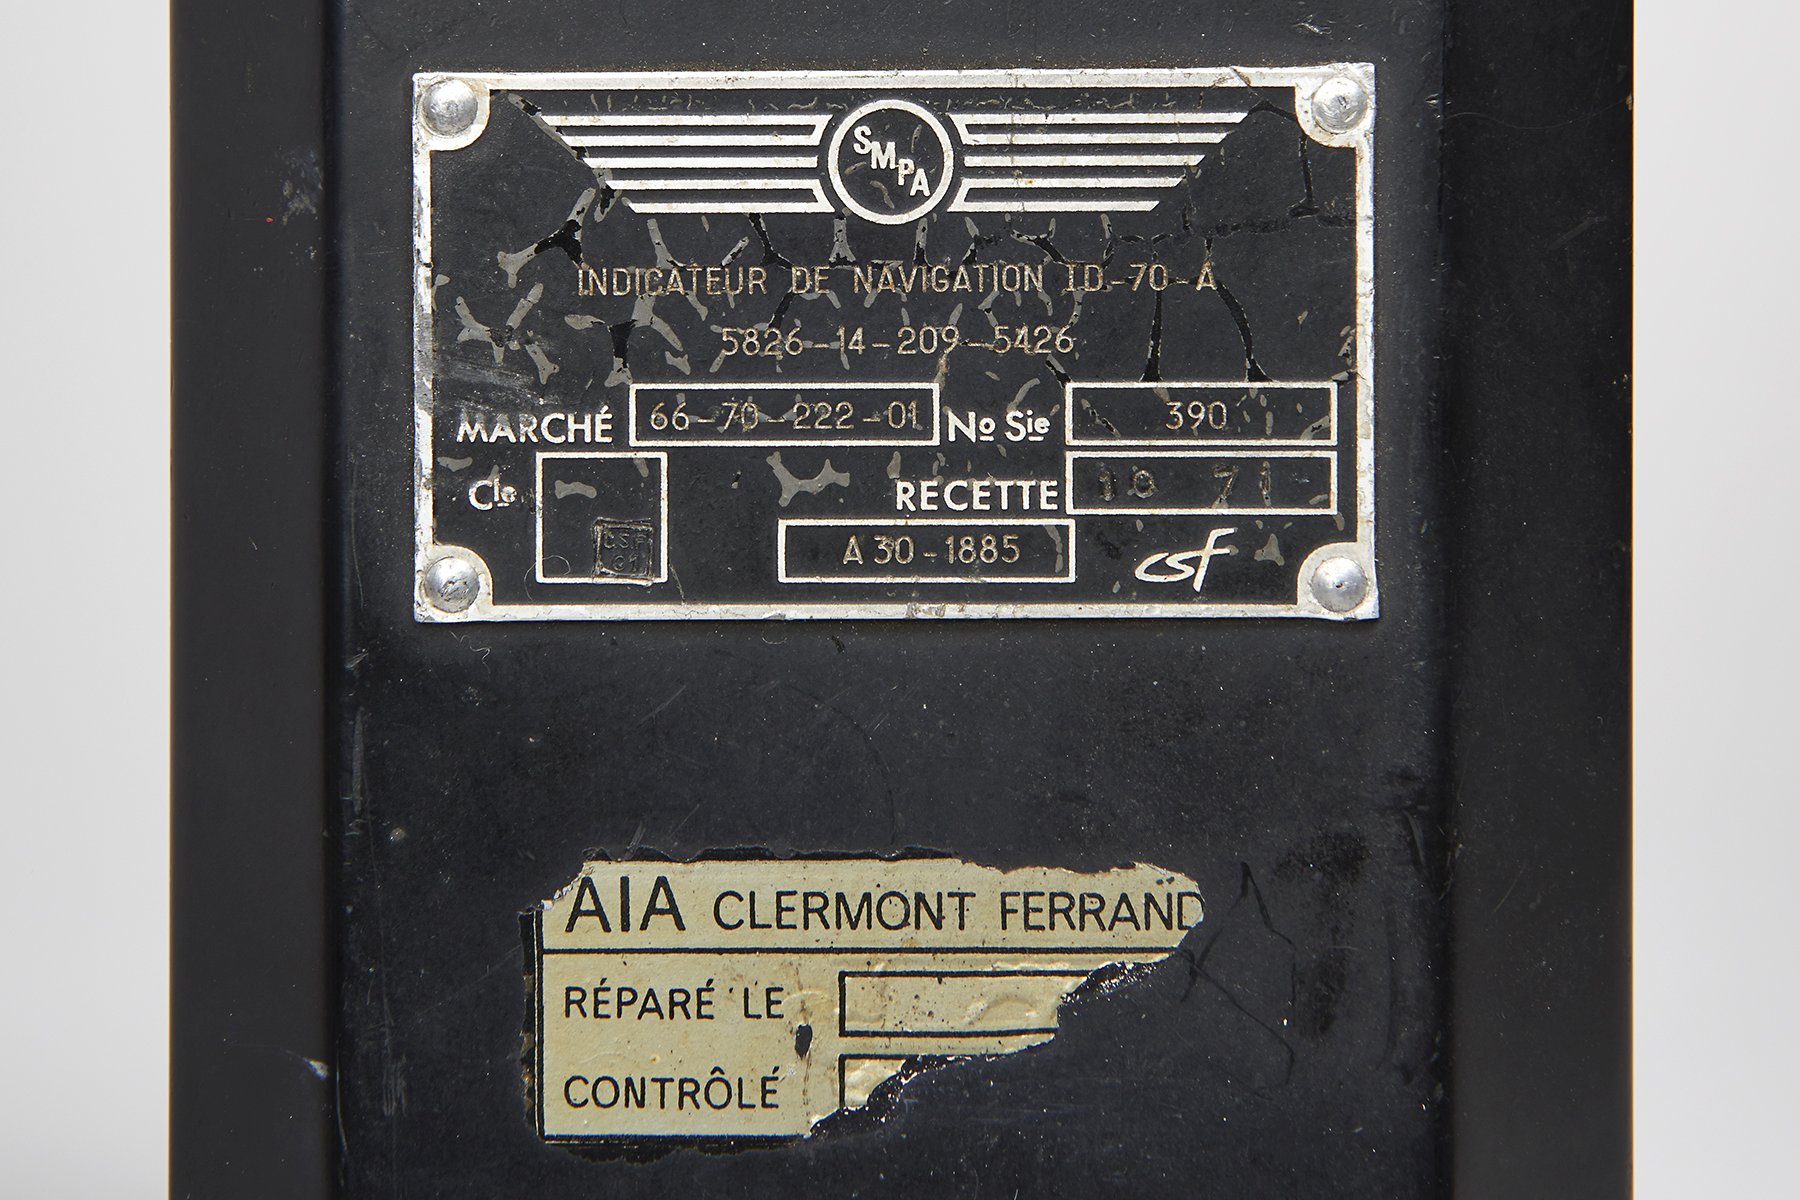 SMPA
INDICATEUR DE NAVIGATION ID-70-A
5826-14-209-5426
MARCHÉ 66-70-222-01 No Sie 390
Cle RECETTE 10 71
C.S.F
A 30-1885 csf
AIA CLERMONT FERRAND
RÉPARÉ LE
CONTRÔLÉ